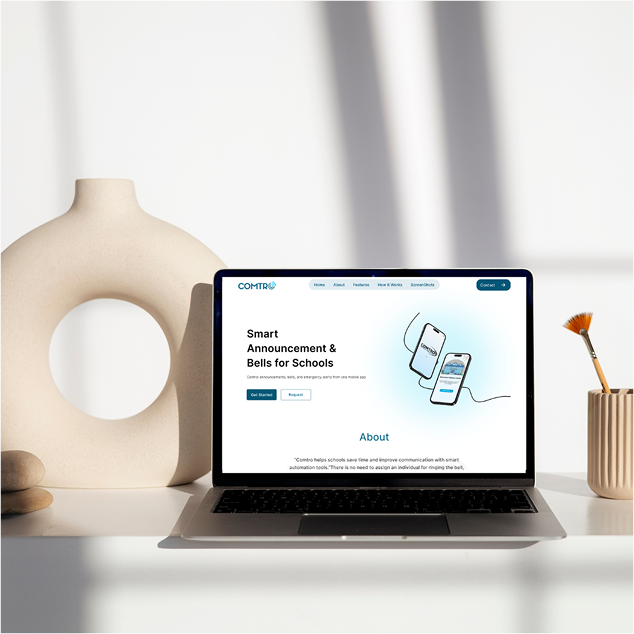 COMTRO
Home About Features How it Works ScreenShots
Contact
Smart
Announcement &
Bells for Schools
Control announcements, bells, and emergency alerts from one mobile app
Get Started Request
COMTRO
About
"Comtro helps schools save time and improve communication with smart
automation tools."There is no need to assign an individual for ringing the bell,